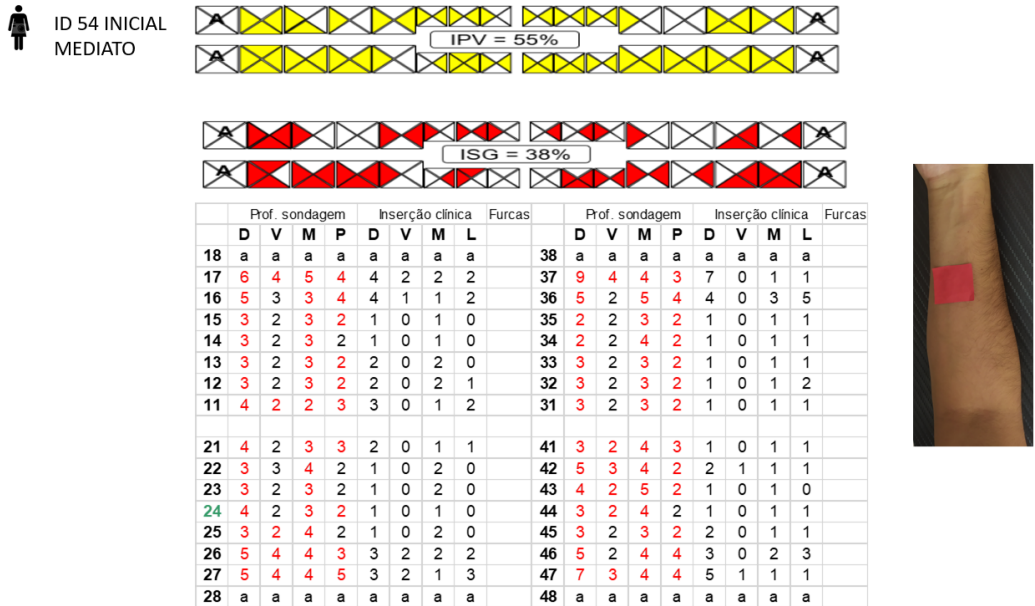 ID 54 INICIAL
MEDIATO
A A
IPV = 55%
A A
A A
ISG = 38%
A A
Prof. sondagem Inserção clínica Furcas Prof. sondagem Inserção clínica Furcas
D V M P D V M L D V M P D V M L
18 a a a a a a a a 38 a a a a a a a a
17 6 4 5 4 4 2 2 2 37 9 4 4 3 7 0 1 1
16 5 3 3 4 4 1 1 2 36 5 2 5 4 4 0 3 5
15 3 2 3 2 1 0 1 0 35 2 2 3 2 1 0 1 1
14 3 2 3 2 1 0 1 0 34 2 2 4 2 1 0 1 1
13 3 2 3 2 2 0 2 0 33 3 2 3 2 1 0 1 1
12 3 2 3 2 2 0 2 1 32 3 2 3 2 1 0 1 2
11 4 2 2 3 3 0 1 2 31 3 2 3 2 1 0 1 1
21 4 2 3 3 2 0 1 1 41 3 2 4 3 1 0 1 1
22 3 3 4 2 1 0 2 0 42 5 3 4 2 2 1 1 1
23 3 2 3 2 1 0 2 0 43 4 2 5 2 1 0 1 0
24 4 2 3 2 1 0 1 0 44 3 2 4 2 1 0 1 1
25 3 2 4 2 1 0 2 0 45 3 2 3 2 2 0 1 1
26 5 4 4 3 3 2 2 2 46 5 2 4 4 3 0 2 3
27 5 4 4 5 3 2 1 3 47 7 3 4 4 5 1 1 1
28 a a a a a a a a 48 a a a a a a a a